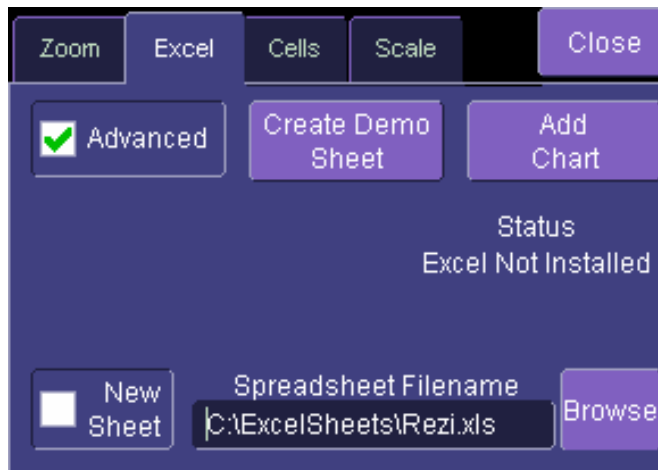 Zoom Excel Cells Scale Close
Advanced
Create Demo
Sheet
Add
Chart
Status
Excel Not Installed
New
Sheet
Spreadsheet Filename
C:\ExcelSheets\Rezi.xls
Browse